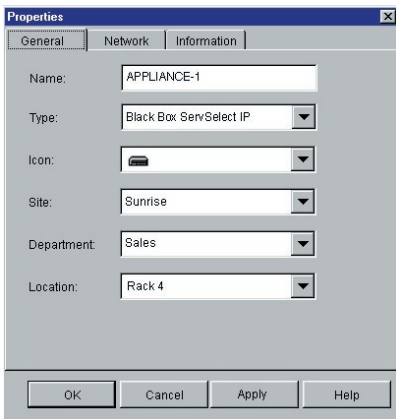 Properties
General Network Information
Name: APPLIANCE-1
Type: Black Box ServSelect IP
Icon:
Site: Sunrise
Department: Sales
Location: Rack 4
OK Cancel Apply Help